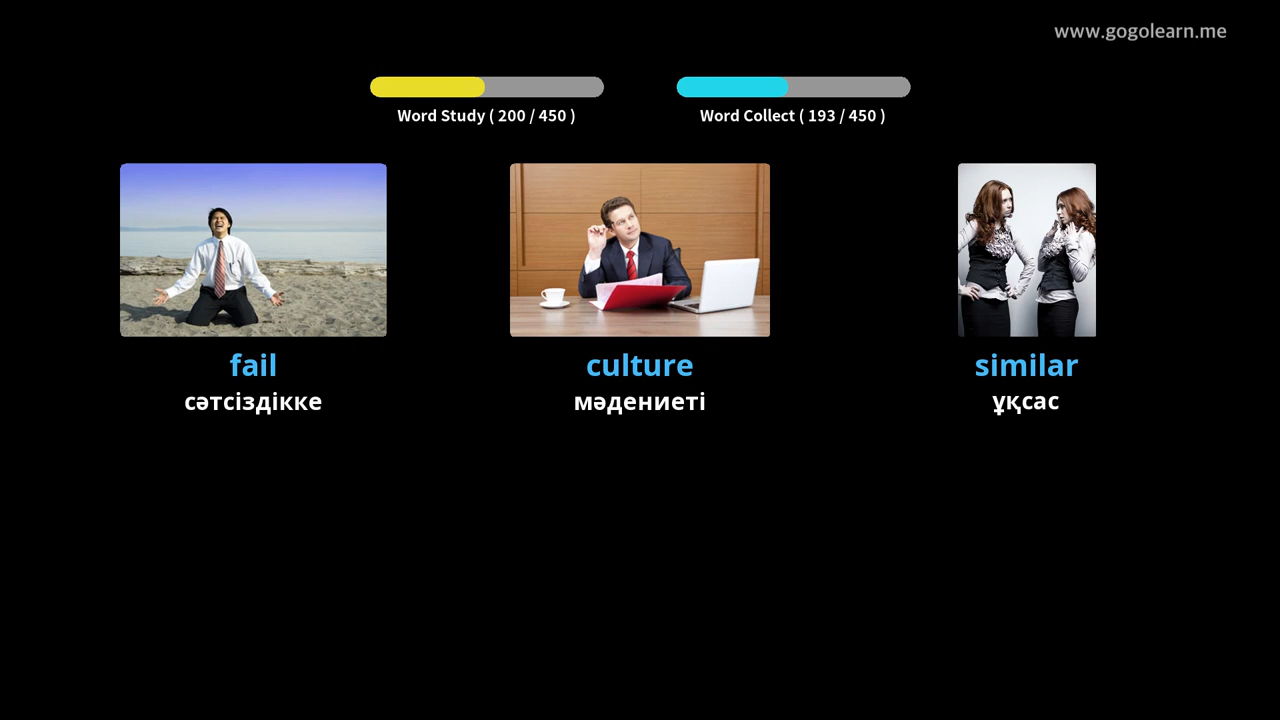 www.gogolearn.me
Word Study ( 200 / 450 )
Word Collect ( 193 / 450 )
fail
culture
similar
сәтсіздікке
мәдениеті
ұқсас